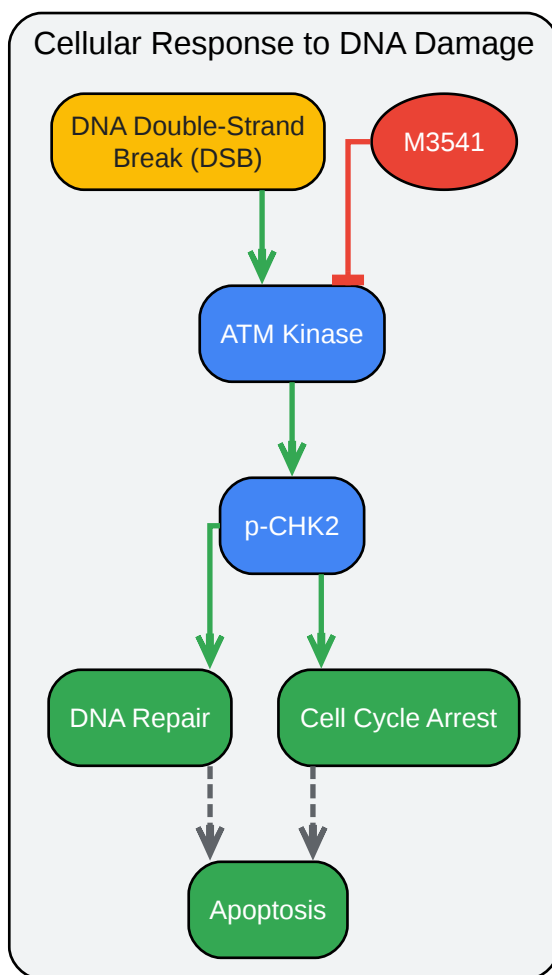 Cellular Response to DNA Damage
DNA Double-Strand
Break (DSB)
M3541
ATM Kinase
p-CHK2
DNA Repair
Cell Cycle Arrest
Apoptosis